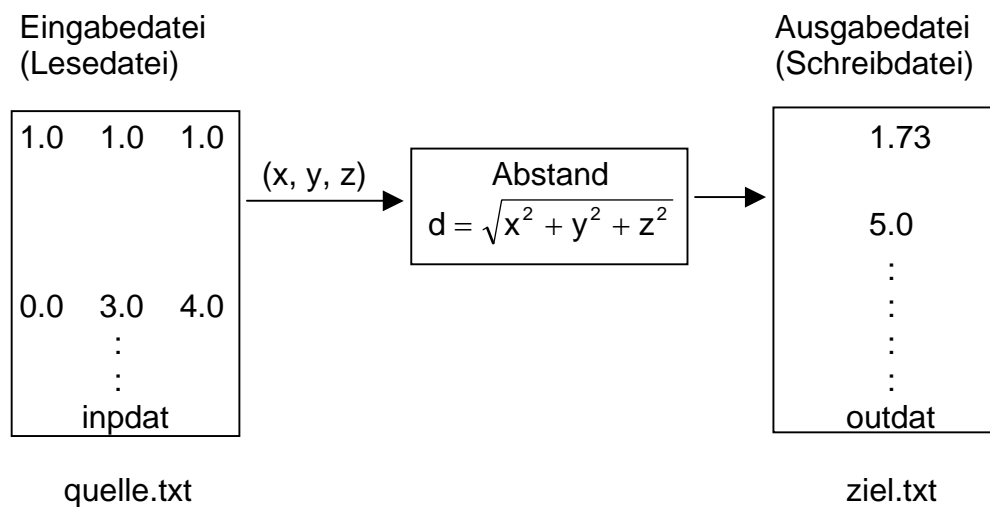 Eingabedatei
(Lesedatei)
1.0 1.0 1.0
0.0 3.0 4.0
:
:
inpdat
quelle.txt
(x, y, z)
Abstand
d = √x² + y² + z²
Ausgabedatei
(Schreibdatei)
1.73
5.0
:
:
:
:
outdat
ziel.txt